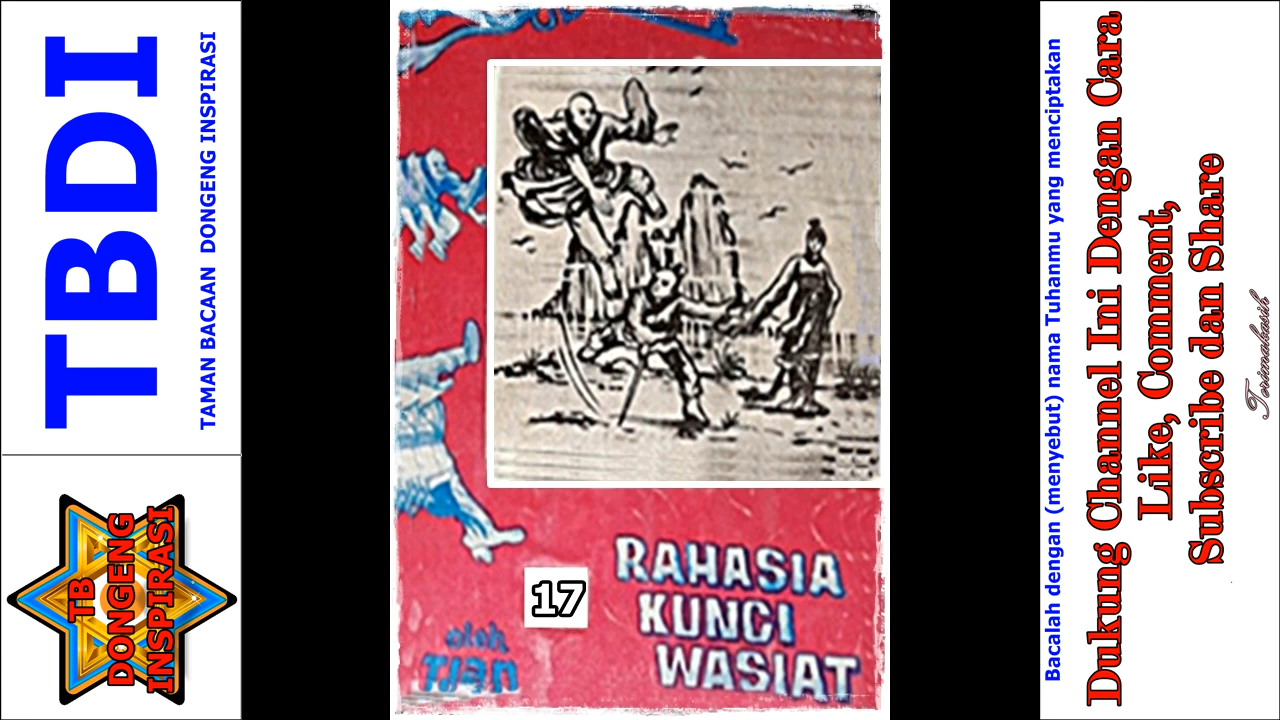 TBDI
TAMAN BACAAN DONGENG INSPIRASI
TB
DONGENG
INSPIRASI
17
RAHASIA
KUNCI
WASIAT
oleh
TJAN
Bacalah dengan (menyebut) nama Tuhanmu yang menciptakan
Dukung Channel Ini Dengan Cara
Like, Comment,
Subscribe dan Share
Terimakasih